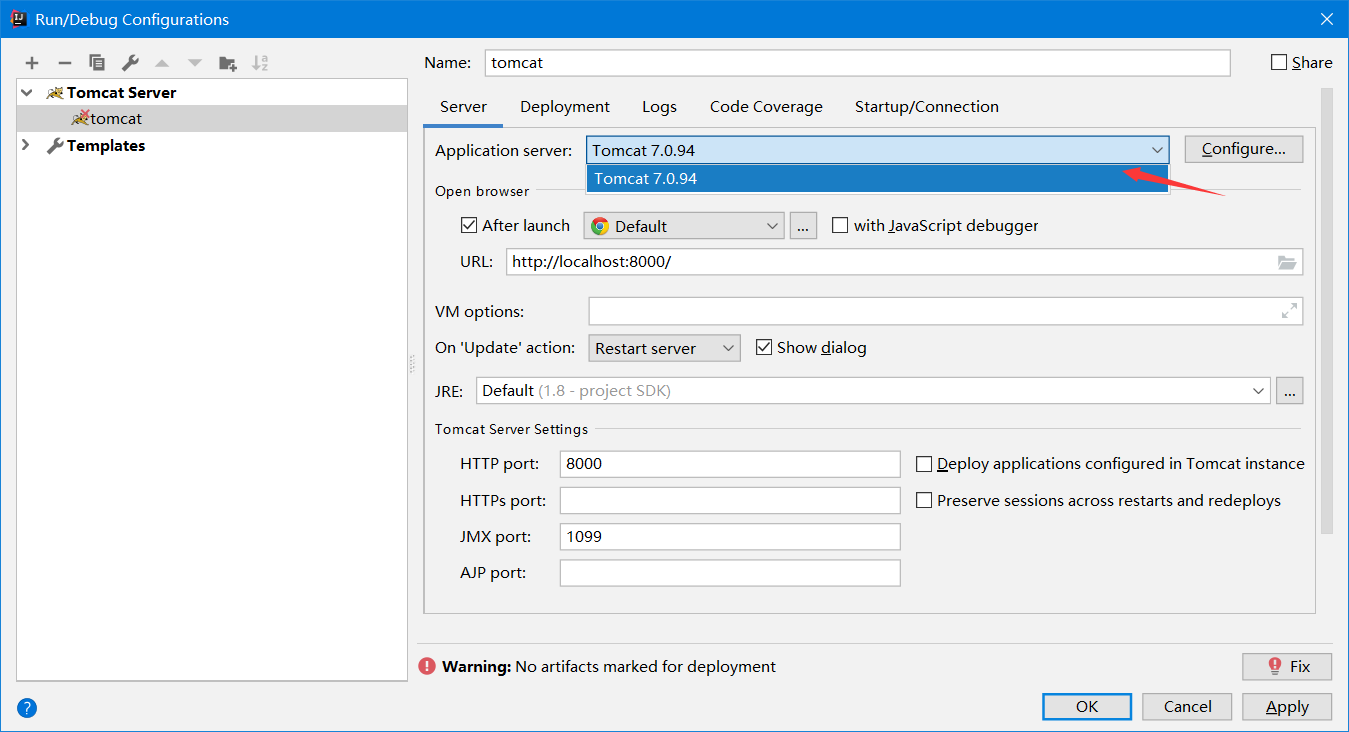 Run/Debug Configurations
Name: tomcat Share
Tomcat Server
tomcat
Templates
Server Deployment Logs Code Coverage Startup/Connection
Application server: Tomcat 7.0.94 Configure...
Tomcat 7.0.94
Open browser
After launch Default ... with JavaScript debugger
URL: http://localhost:8000/
VM options:
On 'Update' action: Restart server Show dialog
JRE: Default (1.8 - project SDK) ...
Tomcat Server Settings
HTTP port: 8000 Deploy applications configured in Tomcat instance
HTTPs port: Preserve sessions across restarts and redeploys
JMX port: 1099
AJP port:
Warning: No artifacts marked for deployment Fix
? OK Cancel Apply